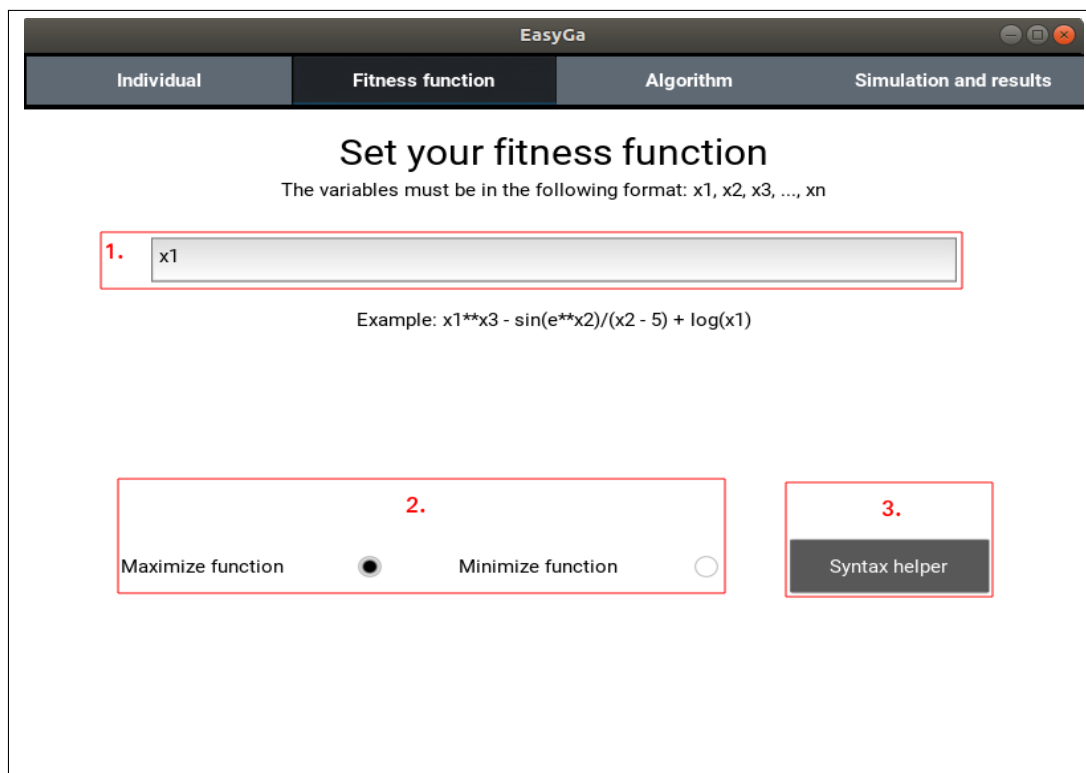 EasyGa
Individual Fitness function Algorithm Simulation and results
Set your fitness function
The variables must be in the following format: x1, x2, x3, ..., xn
1. x1
Example: x1**x3 - sin(e**x2)/(x2 - 5) + log(x1)
2. 3.
Maximize function Minimize function Syntax helper